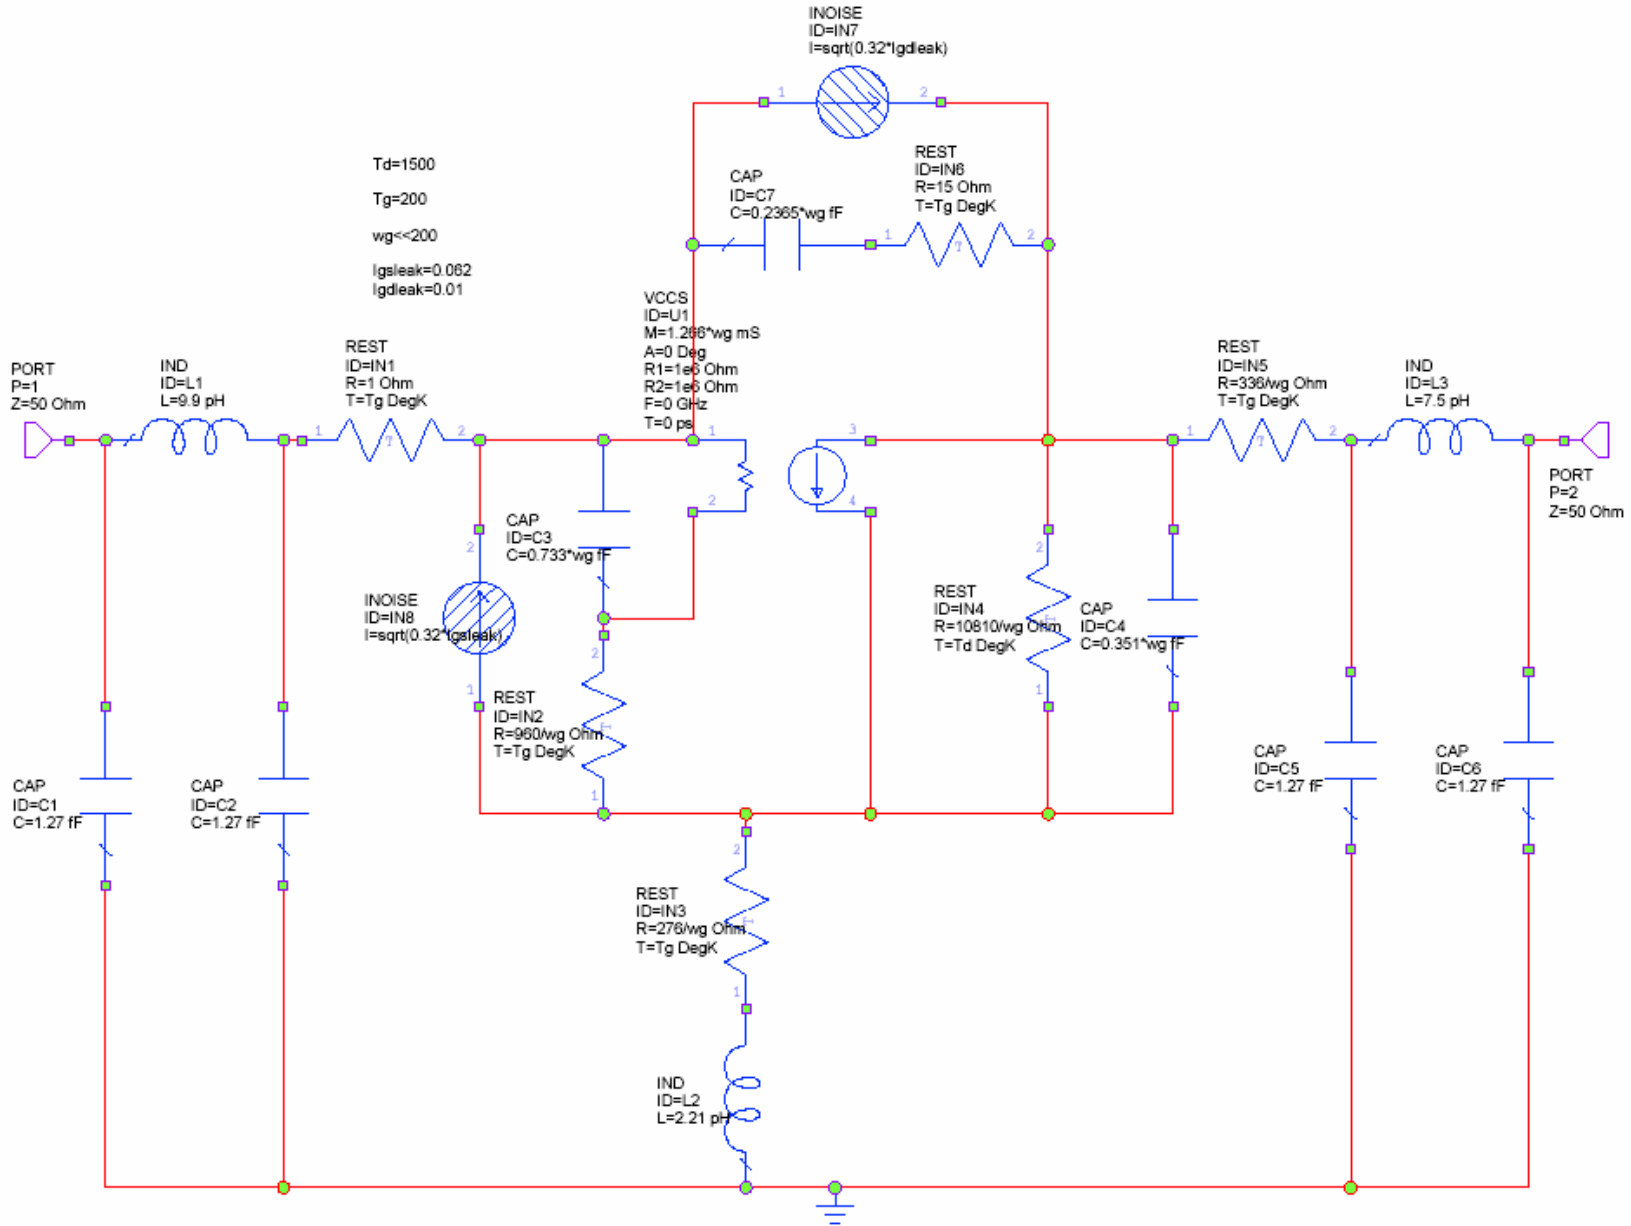 INOISE
ID=IN7
I=sqrt(0.32*Igdleak)
1
2
Td=1500
Tg=200
wg<<200
Igsleak=0.062
Igdleak=0.01
CAP
ID=C7
C=0.2365*wg fF
REST
ID=IN6
R=15 Ohm
T=Tg DegK
1
2
VCCS
ID=U1
M=1.266*wg mS
A=0 Deg
R1=1e6 Ohm
R2=1e6 Ohm
F=0 GHz
T=0 ps
1
2
3
4
PORT
P=1
Z=50 Ohm
IND
ID=L1
L=9.9 pH
REST
ID=IN1
R=1 Ohm
T=Tg DegK
1
2
REST
ID=IN5
R=336/wg Ohm
T=Tg DegK
1
2
IND
ID=L3
L=7.5 pH
PORT
P=2
Z=50 Ohm
CAP
ID=C3
C=0.733*wg fF
INOISE
ID=IN8
I=sqrt(0.32*Igsleak)
2
1
REST
ID=IN2
R=960/wg Ohm
T=Tg DegK
2
1
REST
ID=IN4
R=10810/wg Ohm
T=Td DegK
2
1
CAP
ID=C4
C=0.351*wg fF
CAP
ID=C1
C=1.27 fF
CAP
ID=C2
C=1.27 fF
CAP
ID=C5
C=1.27 fF
CAP
ID=C6
C=1.27 fF
REST
ID=IN3
R=276/wg Ohm
T=Tg DegK
2
1
IND
ID=L2
L=2.21 pH